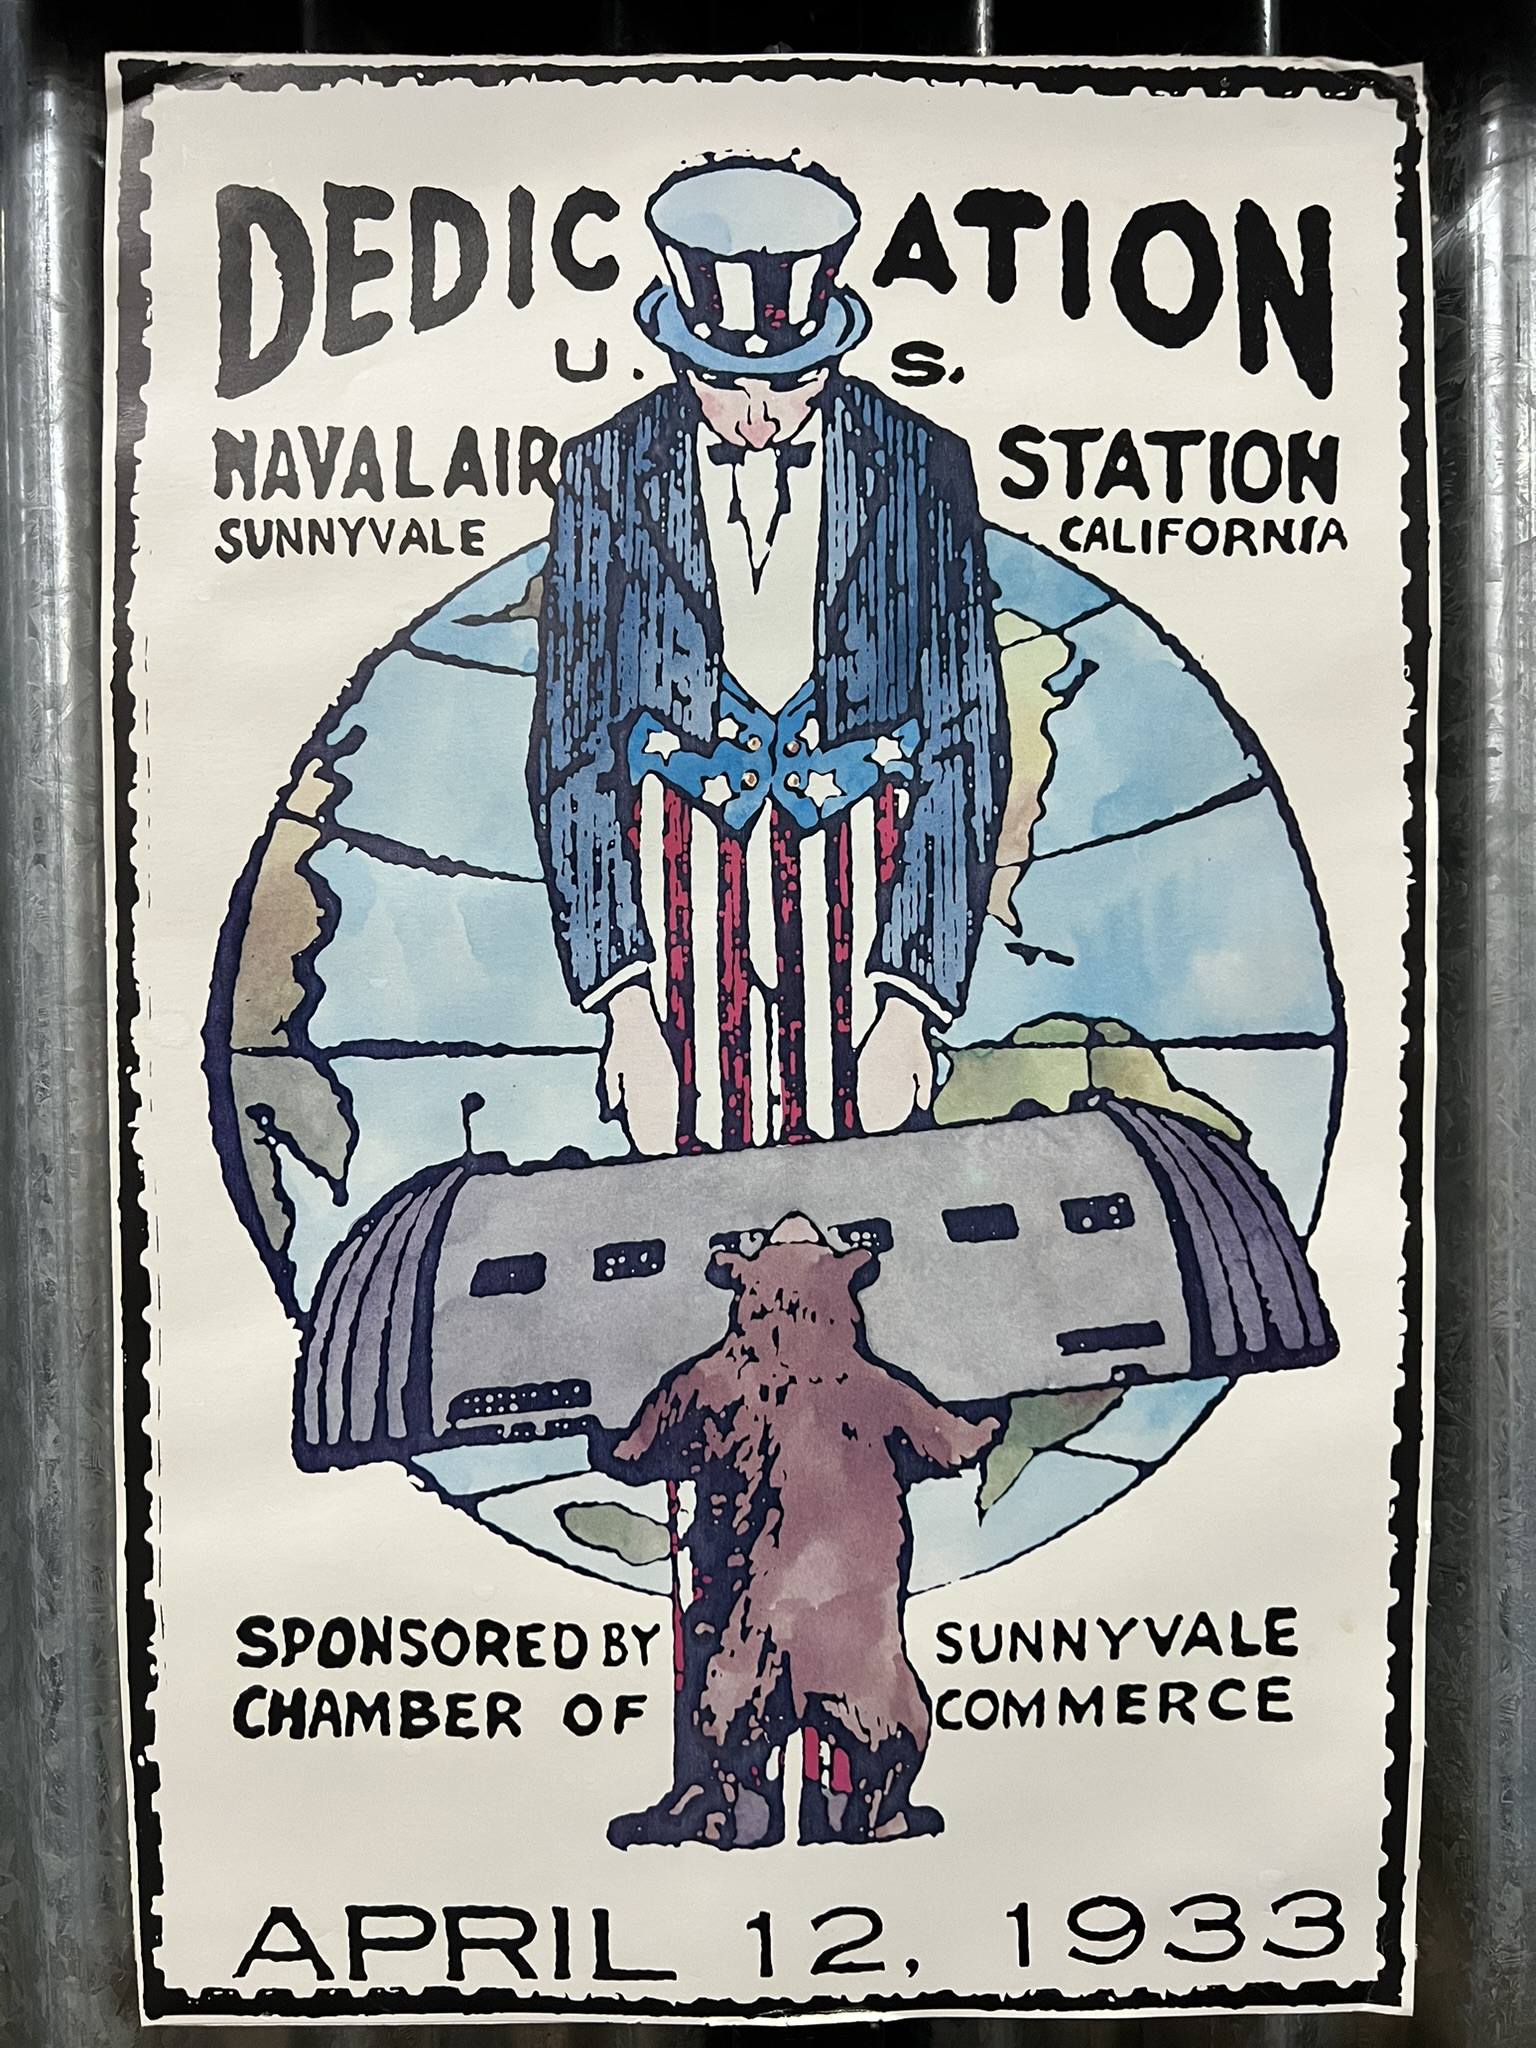 DEDICATION
U. S.
NAVAL AIR STATION
SUNNYVALE CALIFORNIA
SPONSORED BY SUNNYVALE
CHAMBER OF COMMERCE
APRIL 12, 1933